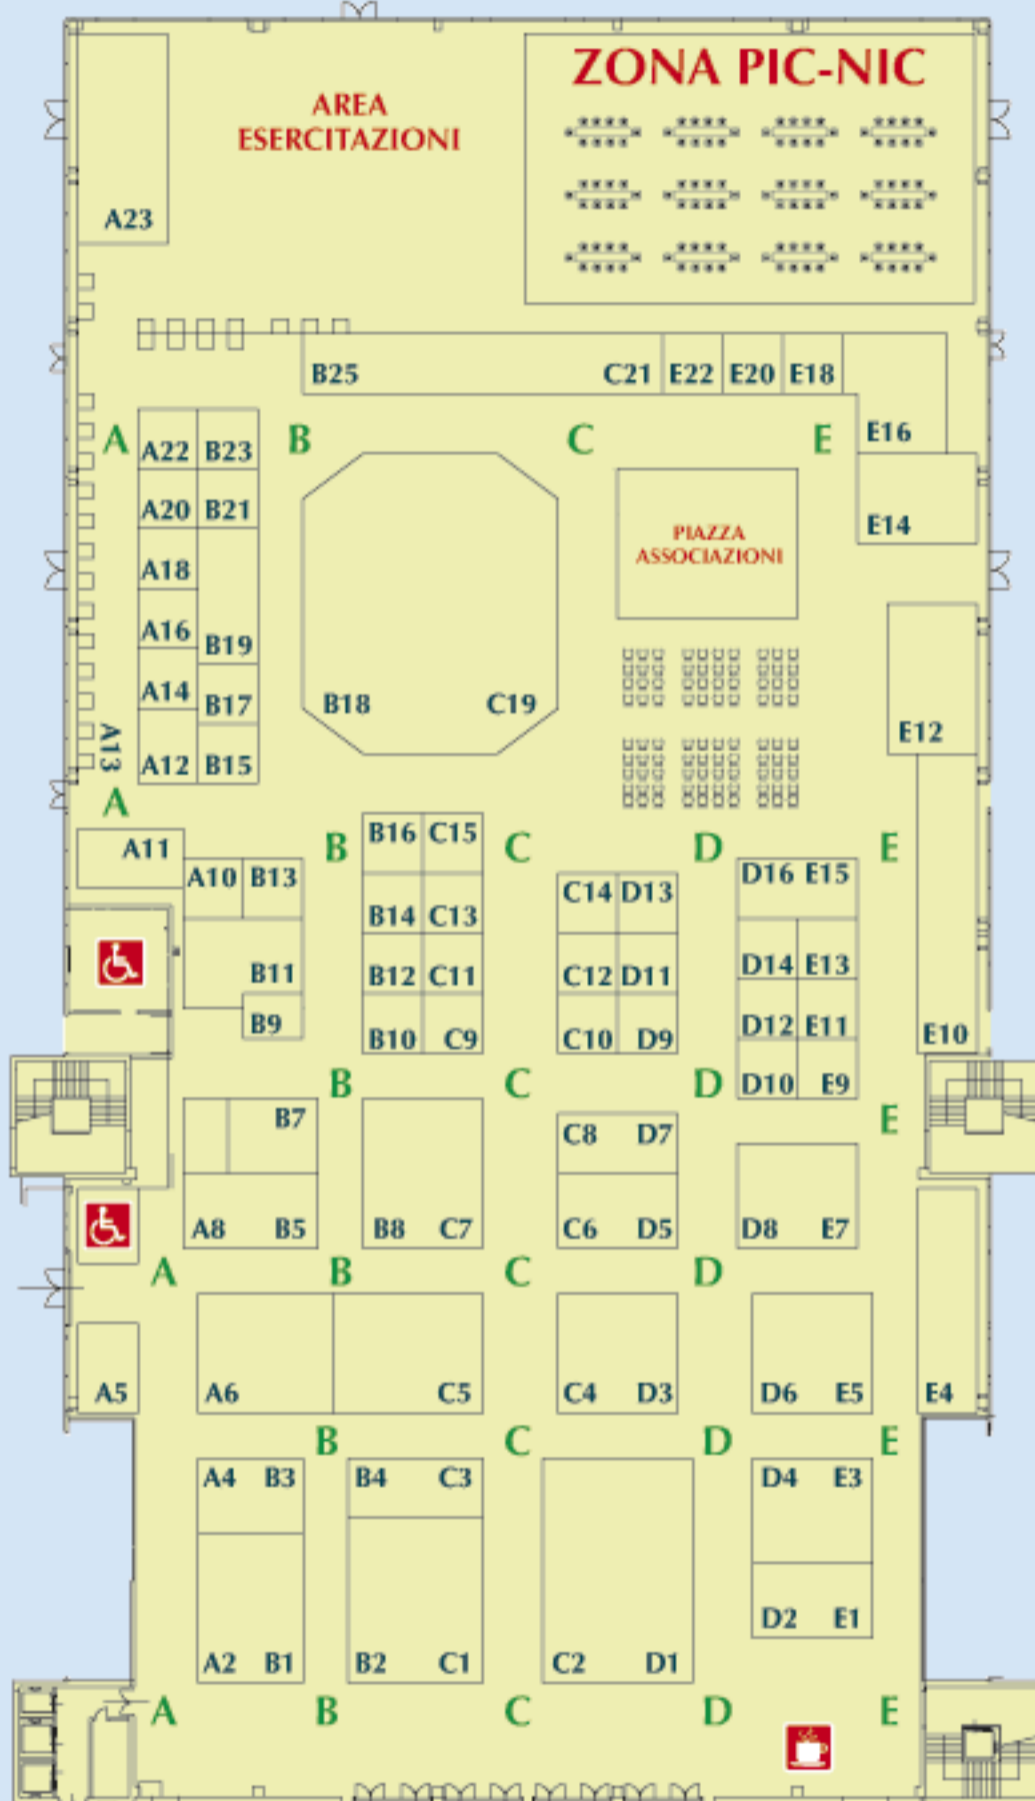 ZONA PIC-NIC
AREA
ESERCITAZIONI
A23
B25 C21 E22 E20 E18
A B C E E16
A22 B23
A20 B21 E14
PIAZZA
ASSOCIAZIONI
A18
A16 B19
A14 B17 B18 C19
E12
A13
A12 B15
A
A11 B B16 C15 C D E
A10 B13 C14 D13 D16 E15
B14 C13
B11 B12 C11 C12 D11 D14 E13
B9 B10 C9 C10 D9 D12 E11 E10
B C D D10 E9
B7 C8 D7 E
A8 B5 B8 C7 C6 D5 D8 E7
A B C D
A5 A6 C5 C4 D3 D6 E5 E4
B C D E
A4 B3 B4 C3 D4 E3
D2 E1
A2 B1 B2 C1 C2 D1
A B C D E